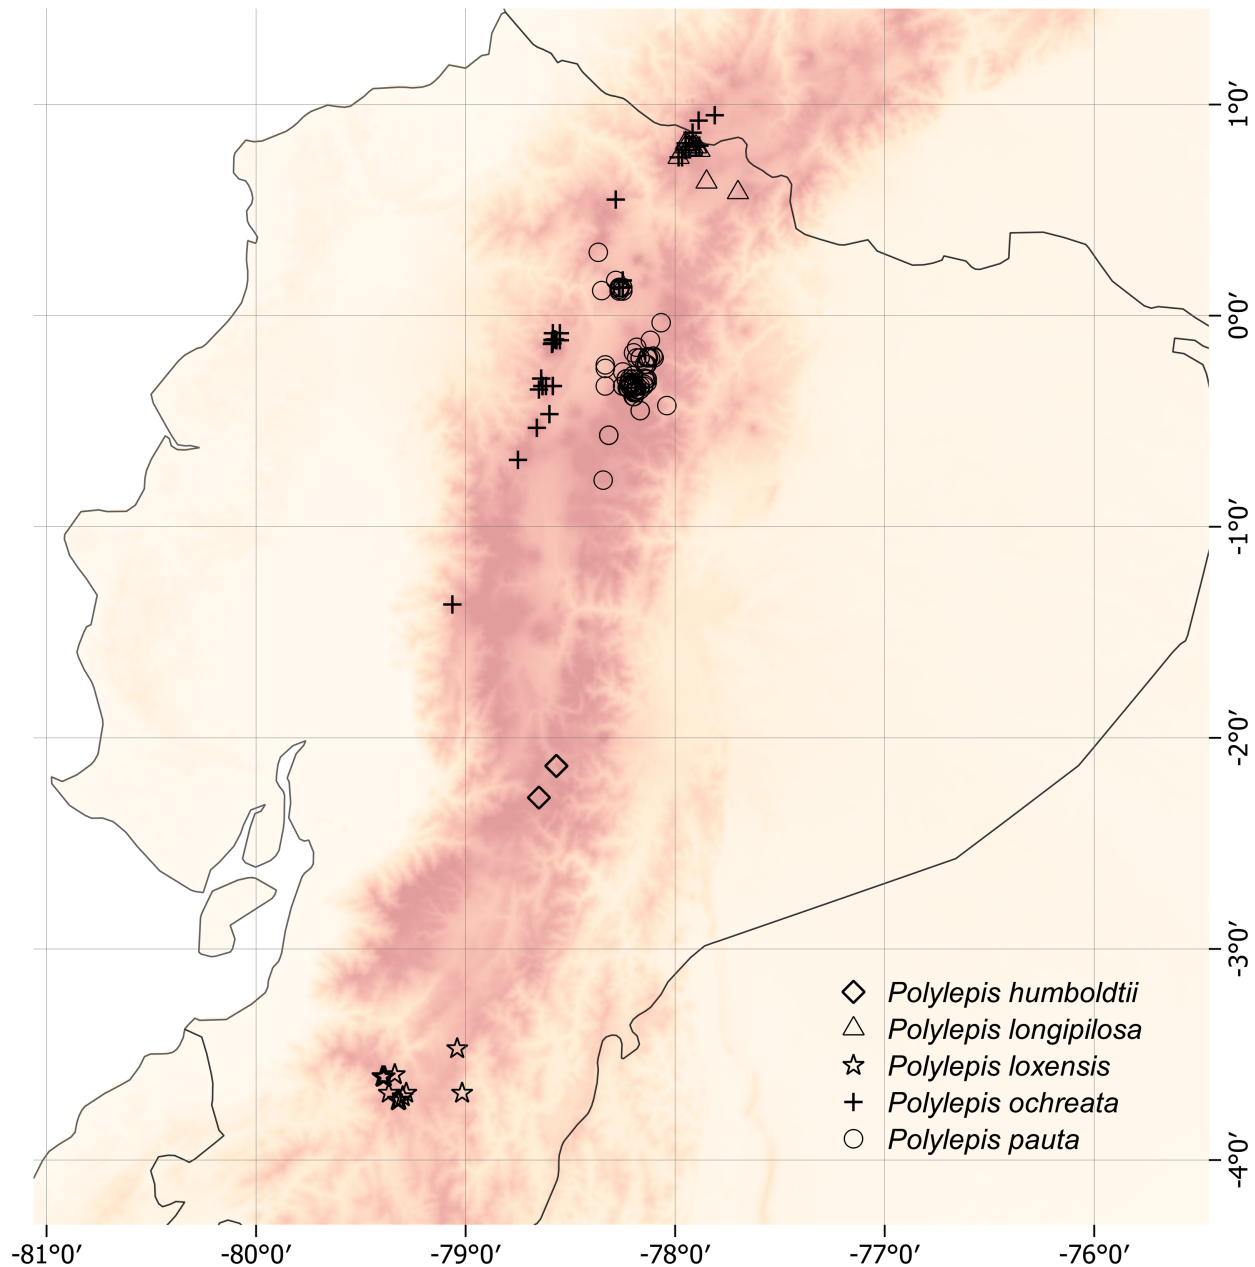 1°0′
0°0′
-1°0′
-2°0′
-3°0′
-4°0′
Polylepis humboldtii
Polylepis longipilosa
Polylepis loxensis
Polylepis ochreata
Polylepis pauta
-81°0′ -80°0′ -79°0′ -78°0′ -77°0′ -76°0′